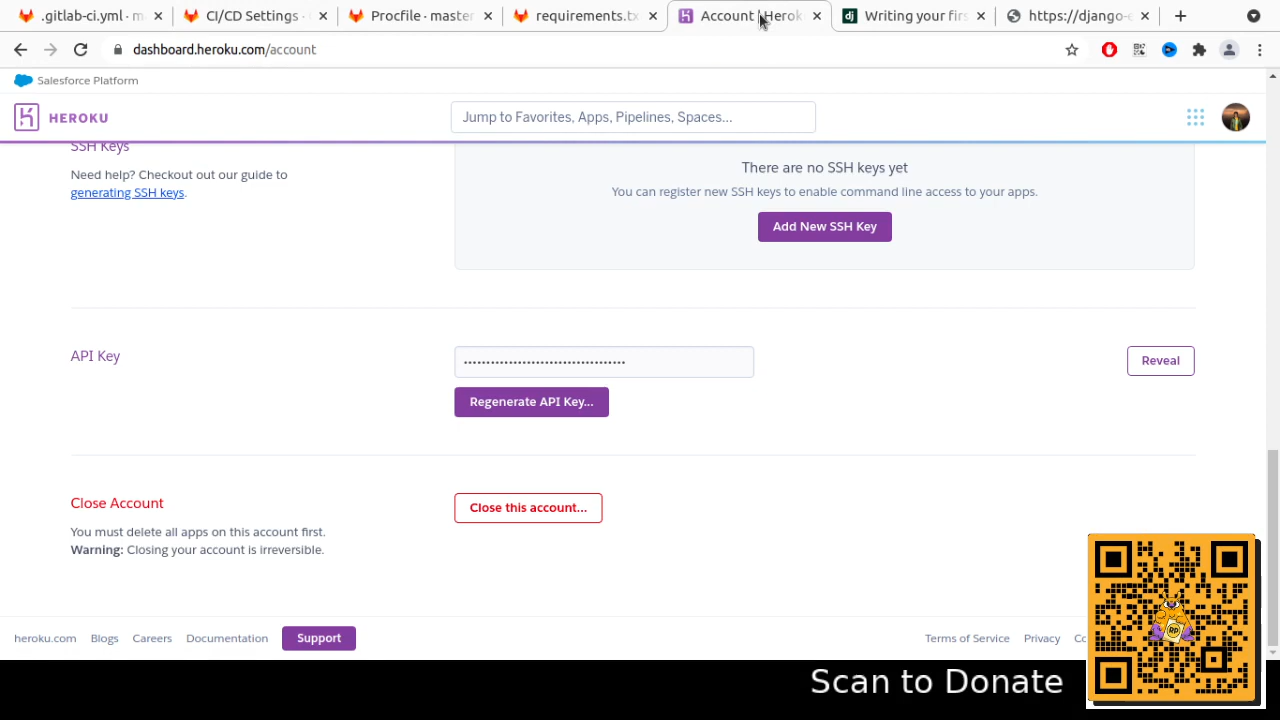 .gitlab-ci.yml - m
CI/CD Settings ·
Procfile · master
requirements.tx
Account | Herok
Writing your firs
https://django-e
dashboard.heroku.com/account
Salesforce Platform
HEROKU
Jump to Favorites, Apps, Pipelines, Spaces...
SSH Keys
There are no SSH keys yet
Need help? Checkout our guide to
generating SSH keys.
You can register new SSH keys to enable command line access to your apps.
Add New SSH Key
API Key
••••••••••••••••••••••••••••••••••••
Reveal
Regenerate API Key...
Close Account
Close this account...
You must delete all apps on this account first.
Warning: Closing your account is irreversible.
heroku.com Blogs Careers Documentation Support Terms of Service Privacy Cc
RP
Scan to Donate